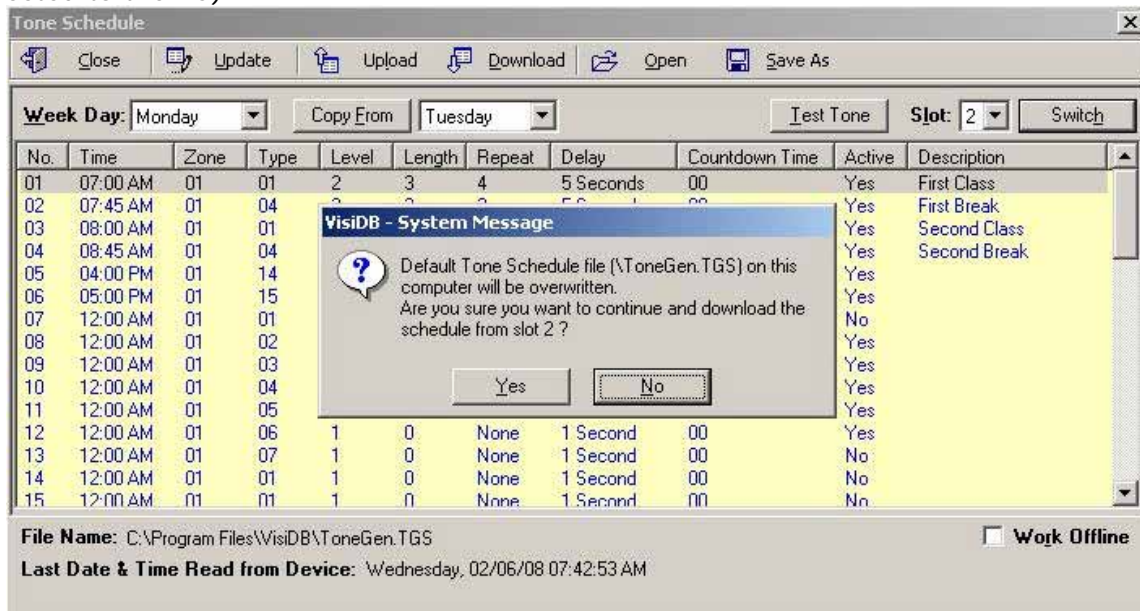 Tone Schedule
Close Update Upload Download Open Save As
Week Day: Monday Copy From Tuesday Test Tone Slot: 2 Switch
No. Time Zone Type Level Length Repeat Delay Countdown Time Active Description
01 07:00 AM 01 01 2 3 4 5 Seconds 00 Yes First Class
02 07:45 AM 01 04 Yes First Break
03 08:00 AM 01 01 Yes Second Class
04 08:45 AM 01 04 Yes Second Break
05 04:00 PM 01 14 Yes
06 05:00 PM 01 15 Yes
07 12:00 AM 01 01 No
08 12:00 AM 01 02 Yes
09 12:00 AM 01 03 Yes
10 12:00 AM 01 04 Yes
11 12:00 AM 01 05 Yes
12 12:00 AM 01 06 1 0 None 1 Second 00 Yes
13 12:00 AM 01 07 1 0 None 1 Second 00 No
14 12:00 AM 01 01 1 0 None 1 Second 00 No
15 12:00 AM 01 01 1 0 None 1 Second 00 No
VisiDB - System Message
Default Tone Schedule file (\ToneGen.TGS) on this
computer will be overwritten.
Are you sure you want to continue and download the
schedule from slot 2 ?
Yes No
File Name: C:\Program Files\VisiDB\ToneGen.TGS Work Offline
Last Date & Time Read from Device: Wednesday, 02/06/08 07:42:53 AM